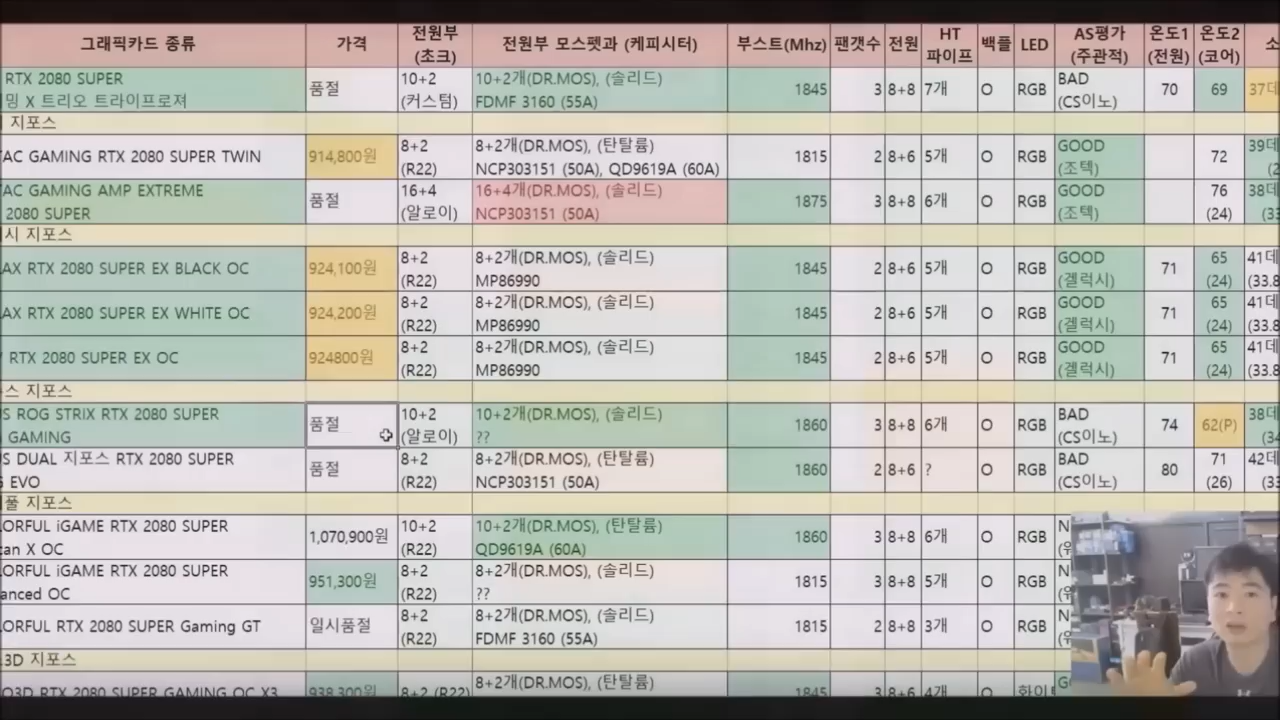 그래픽카드 종류 가격 전원부 (초크) 전원부 모스펫과 (케피시터) 부스트(Mhz) 팬갯수 전원 HT 파이프 백플 LED AS평가 (주관적) 온도1 (전원) 온도2 (코어) 소
RTX 2080 SUPER 품절 10+2 10+2개(DR.MOS), (솔리드) 1845 3 8+8 7개 O RGB BAD 70 69 37데
밍 X 트리오 트라이프로져 (커스텀) FDMF 3160 (55A) (CS이노)
지포스
TAC GAMING RTX 2080 SUPER TWIN 914,800원 8+2 8+2개(DR.MOS), (탄탈륨) 1815 2 8+6 5개 O RGB GOOD 72 39데
(R22) NCP303151 (50A), QD9619A (60A) (조텍)
TAC GAMING AMP EXTREME 품절 16+4 16+4개(DR.MOS), (솔리드) 1875 3 8+8 6개 O RGB GOOD 76 38데
2080 SUPER (알로이) NCP303151 (50A) (조텍) (24)
시 지포스
AX RTX 2080 SUPER EX BLACK OC 924,100원 8+2 8+2개(DR.MOS), (솔리드) 1845 2 8+6 5개 O RGB GOOD 71 65 41데
(R22) MP86990 (겔럭시) (24) (33.8
AX RTX 2080 SUPER EX WHITE OC 924,200원 8+2 8+2개(DR.MOS), (솔리드) 1845 2 8+6 5개 O RGB GOOD 71 65 41데
(R22) MP86990 (겔럭시) (24) (33.8
RTX 2080 SUPER EX OC 924800원 8+2 8+2개(DR.MOS), (솔리드) 1845 2 8+6 5개 O RGB GOOD 71 65 41데
(R22) MP86990 (겔럭시) (24) (33.8
스 지포스
S ROG STRIX RTX 2080 SUPER 품절 10+2 10+2개(DR.MOS), (솔리드) 1860 3 8+8 6개 O RGB BAD 74 62(P) 38데
GAMING (알로이) ?? (CS이노)
S DUAL 지포스 RTX 2080 SUPER 품절 8+2 8+2개(DR.MOS), (탄탈륨) 1860 2 8+6 ? O RGB BAD 80 71 42데
EVO (R22) NCP303151 (50A) (CS이노) (26)
풀 지포스
ORFUL iGAME RTX 2080 SUPER 1,070,900원 10+2 10+2개(DR.MOS), (탄탈륨) 1860 3 8+8 6개 O RGB N
can X OC (R22) QD9619A (60A)
ORFUL iGAME RTX 2080 SUPER 951,300원 8+2 8+2개(DR.MOS), (솔리드) 1815 3 8+8 5개 O RGB N
anced OC (R22) ??
ORFUL RTX 2080 SUPER Gaming GT 일시품절 8+2 8+2개(DR.MOS), (솔리드) 1815 2 8+8 3개 O RGB N
(R22) FDMF 3160 (55A)
3D 지포스
O3D RTX 2080 SUPER GAMING OC X3 938,300원 8+2 (R22) 8+2개(DR.MOS), (탄탈륨) 1845 3 8+6 4개 O